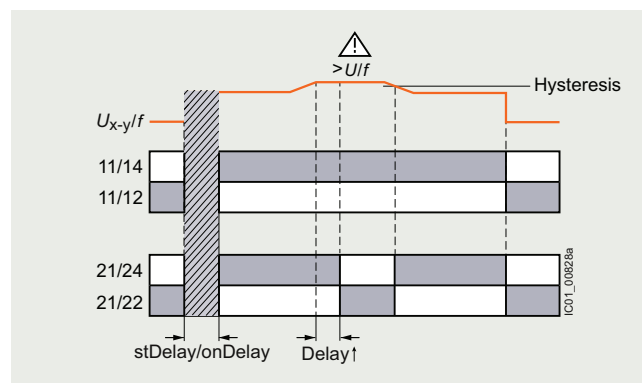 >U/f
Hysteresis
Ux-y/f
11/14
11/12
21/24
21/22
IC01_00828a
stDelay/onDelay
Delay↑